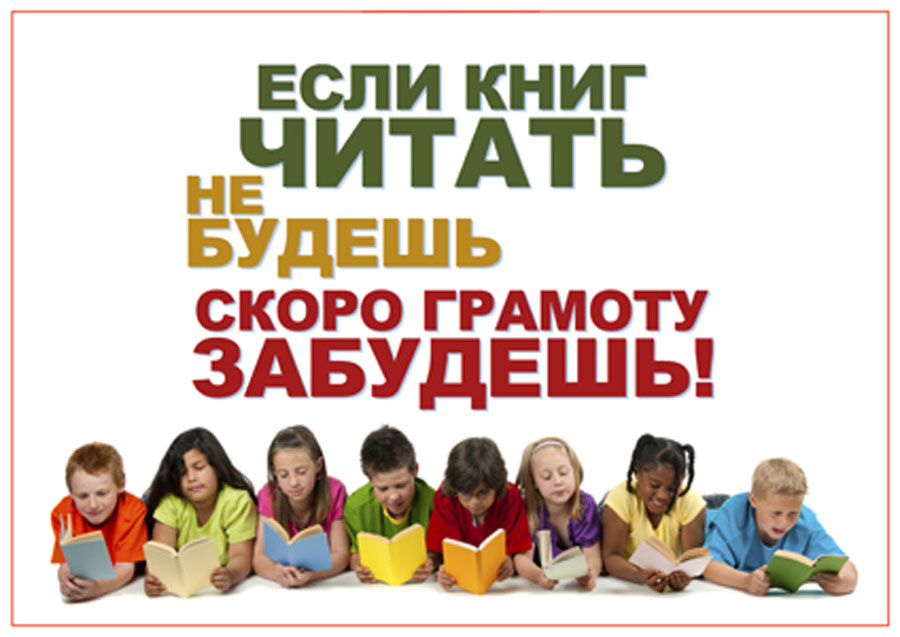 ЕСЛИ КНИГ
ЧИТАТЬ
НЕ
БУДЕШЬ
СКОРО ГРАМОТУ
ЗАБУДЕШЬ!